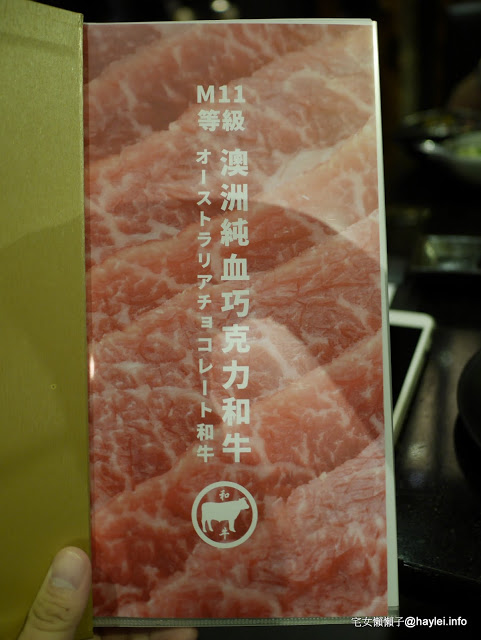 M11
等級
澳洲純血巧克力和牛
オーストラリアチョコレート和牛
和
牛
宅女懶懶子@haylei.info